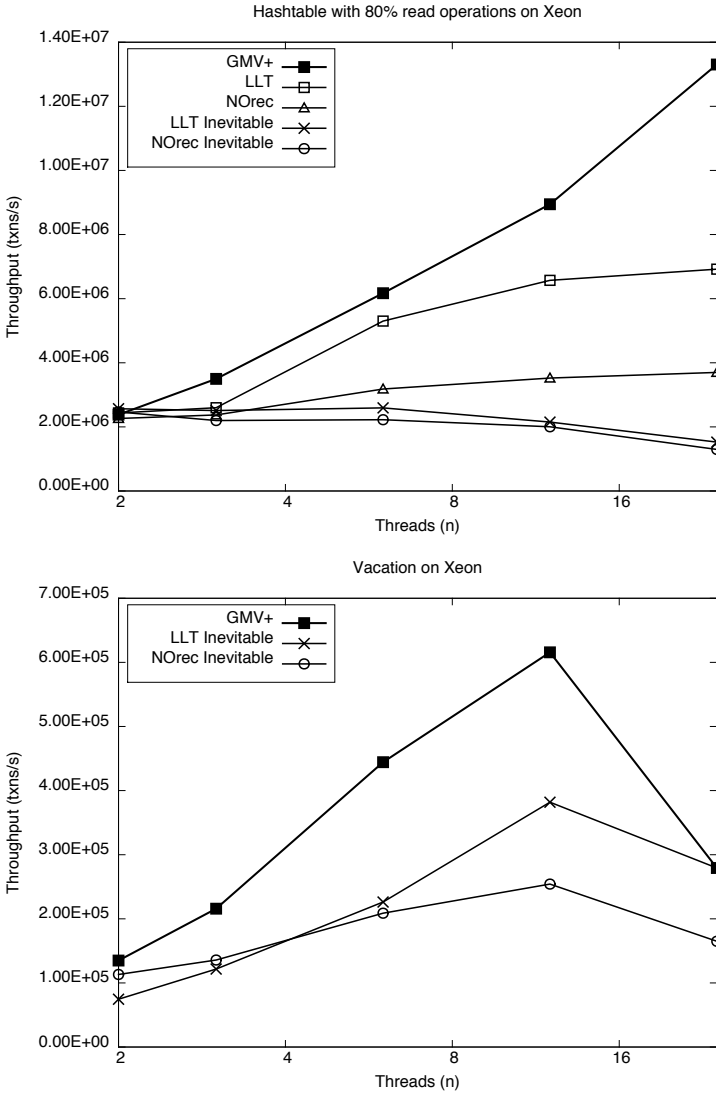 Hashtable with 80% read operations on Xeon
1.40E+07
1.20E+07
1.00E+07
8.00E+06
6.00E+06
4.00E+06
2.00E+06
0.00E+00
Throughput (txns/s)
GMV+
LLT
NOrec
LLT Inevitable
NOrec Inevitable
2 4 8 16
Threads (n)
Vacation on Xeon
7.00E+05
6.00E+05
5.00E+05
4.00E+05
3.00E+05
2.00E+05
1.00E+05
0.00E+00
Throughput (txns/s)
GMV+
LLT Inevitable
NOrec Inevitable
2 4 8 16
Threads (n)